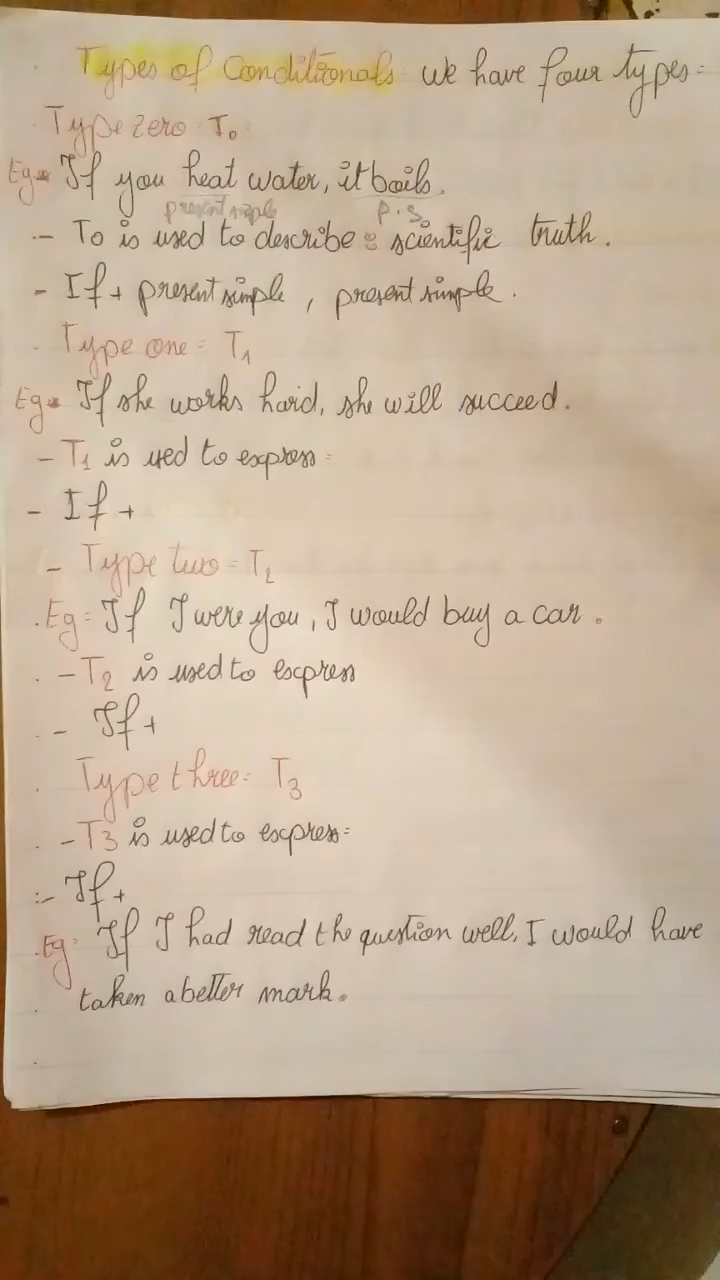 Types of Conditionals: we have four types:
Type zero: T0
Eg: If you heat water, it boils.
present simple P.S
- T0 is used to describe: scientific truth.
- If + present simple, present simple.
Type one: T1
Eg: If she works hard, she will succeed.
- T1 is used to express:
- If +
- Type two: T2
Eg: If I were you, I would buy a car.
- T2 is used to express
- If +
Type three: T3
- T3 is used to express:
- If +
Eg: If I had read the question well, I would have
taken a better mark.